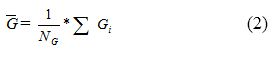 G̅ = 1/N_G * ∑ G_i (2)